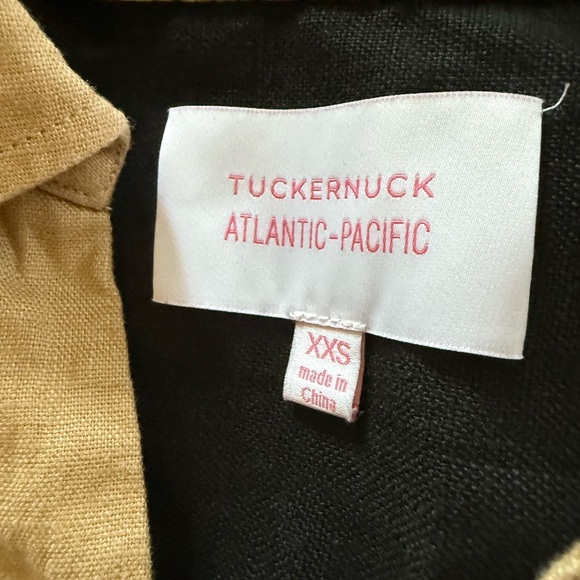 TUCKERNUCK
ATLANTIC-PACIFIC
XXS
made in
China